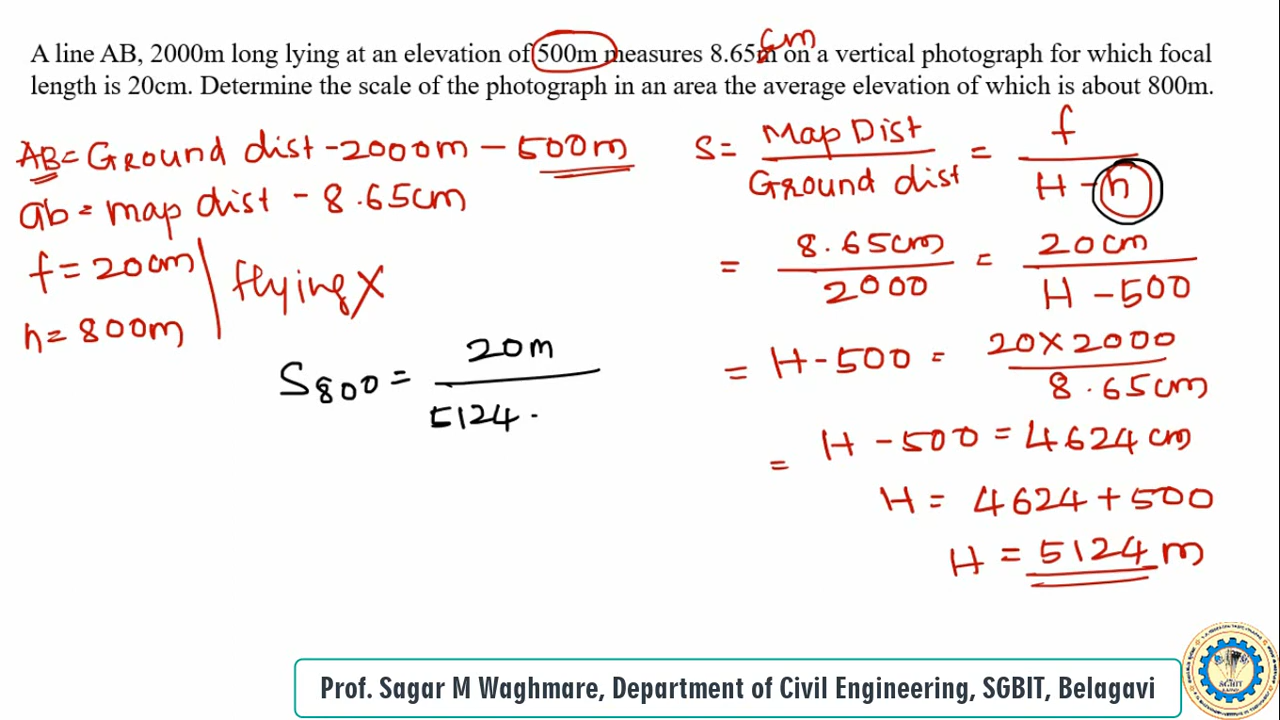 A line AB, 2000m long lying at an elevation of 500m measures 8.65m on a vertical photograph for which focal
cm
length is 20cm. Determine the scale of the photograph in an area the average elevation of which is about 800m.
AB = Ground dist - 2000m - 500m
ab = map dist - 8.65cm
f = 20cm
h = 800m
flying X
S800 = 20m / 5124 -
S = Map Dist / Ground dist = f / H - h
= 8.65cm / 2000 = 20cm / H - 500
= H - 500 = 20 X 2000 / 8.65cm
= H - 500 = 4624 cm
H = 4624 + 500
H = 5124 m
Prof. Sagar M Waghmare, Department of Civil Engineering, SGBIT, Belagavi
SGBIT